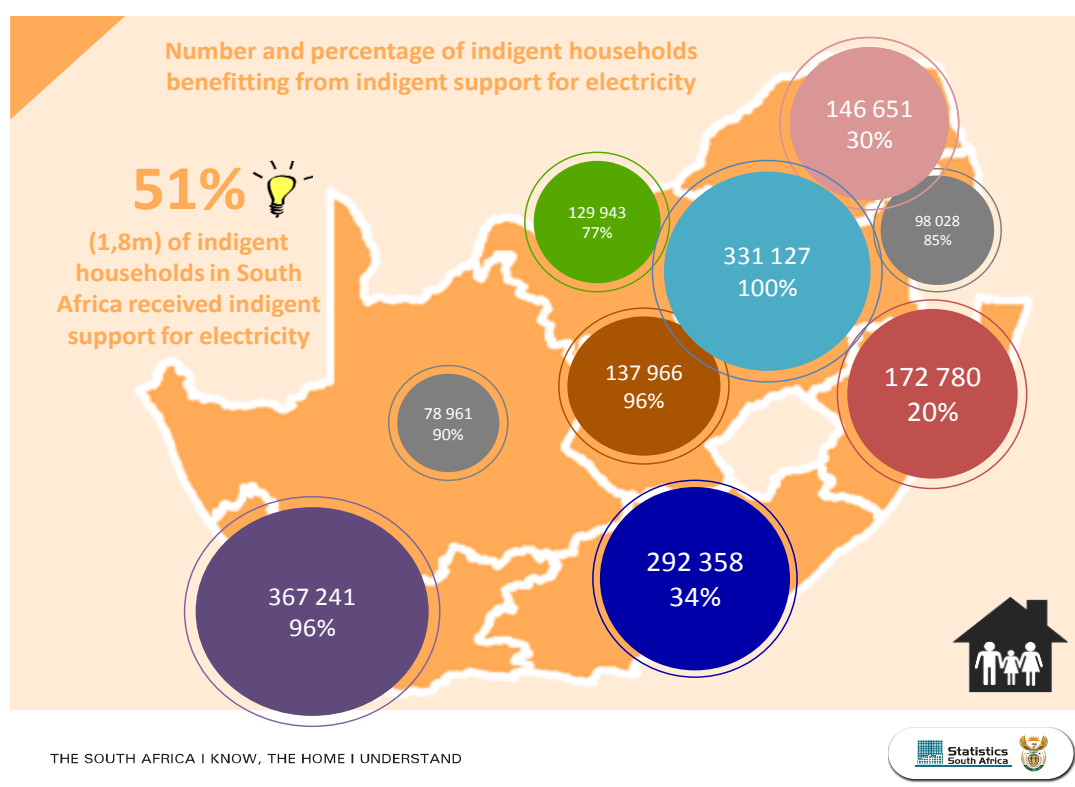 Number and percentage of indigent households
benefitting from indigent support for electricity
51%
(1,8m) of indigent
households in South
Africa received indigent
support for electricity
146 651
30%
129 943
77%
98 028
85%
331 127
100%
137 966
96%
172 780
20%
78 961
90%
292 358
34%
367 241
96%
THE SOUTH AFRICA I KNOW, THE HOME I UNDERSTAND
Statistics
South Africa